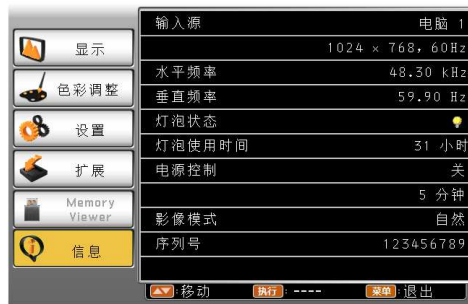 显示
色彩调整
设置
扩展
Memory
Viewer
信息
输入源 电脑 1
1024 × 768, 60Hz
水平频率 48.30 kHz
垂直频率 59.90 Hz
灯泡状态
灯泡使用时间 31 小时
电源控制 关
5 分钟
影像模式 自然
序列号 123456789
:移动 执行: ---- 菜单:退出